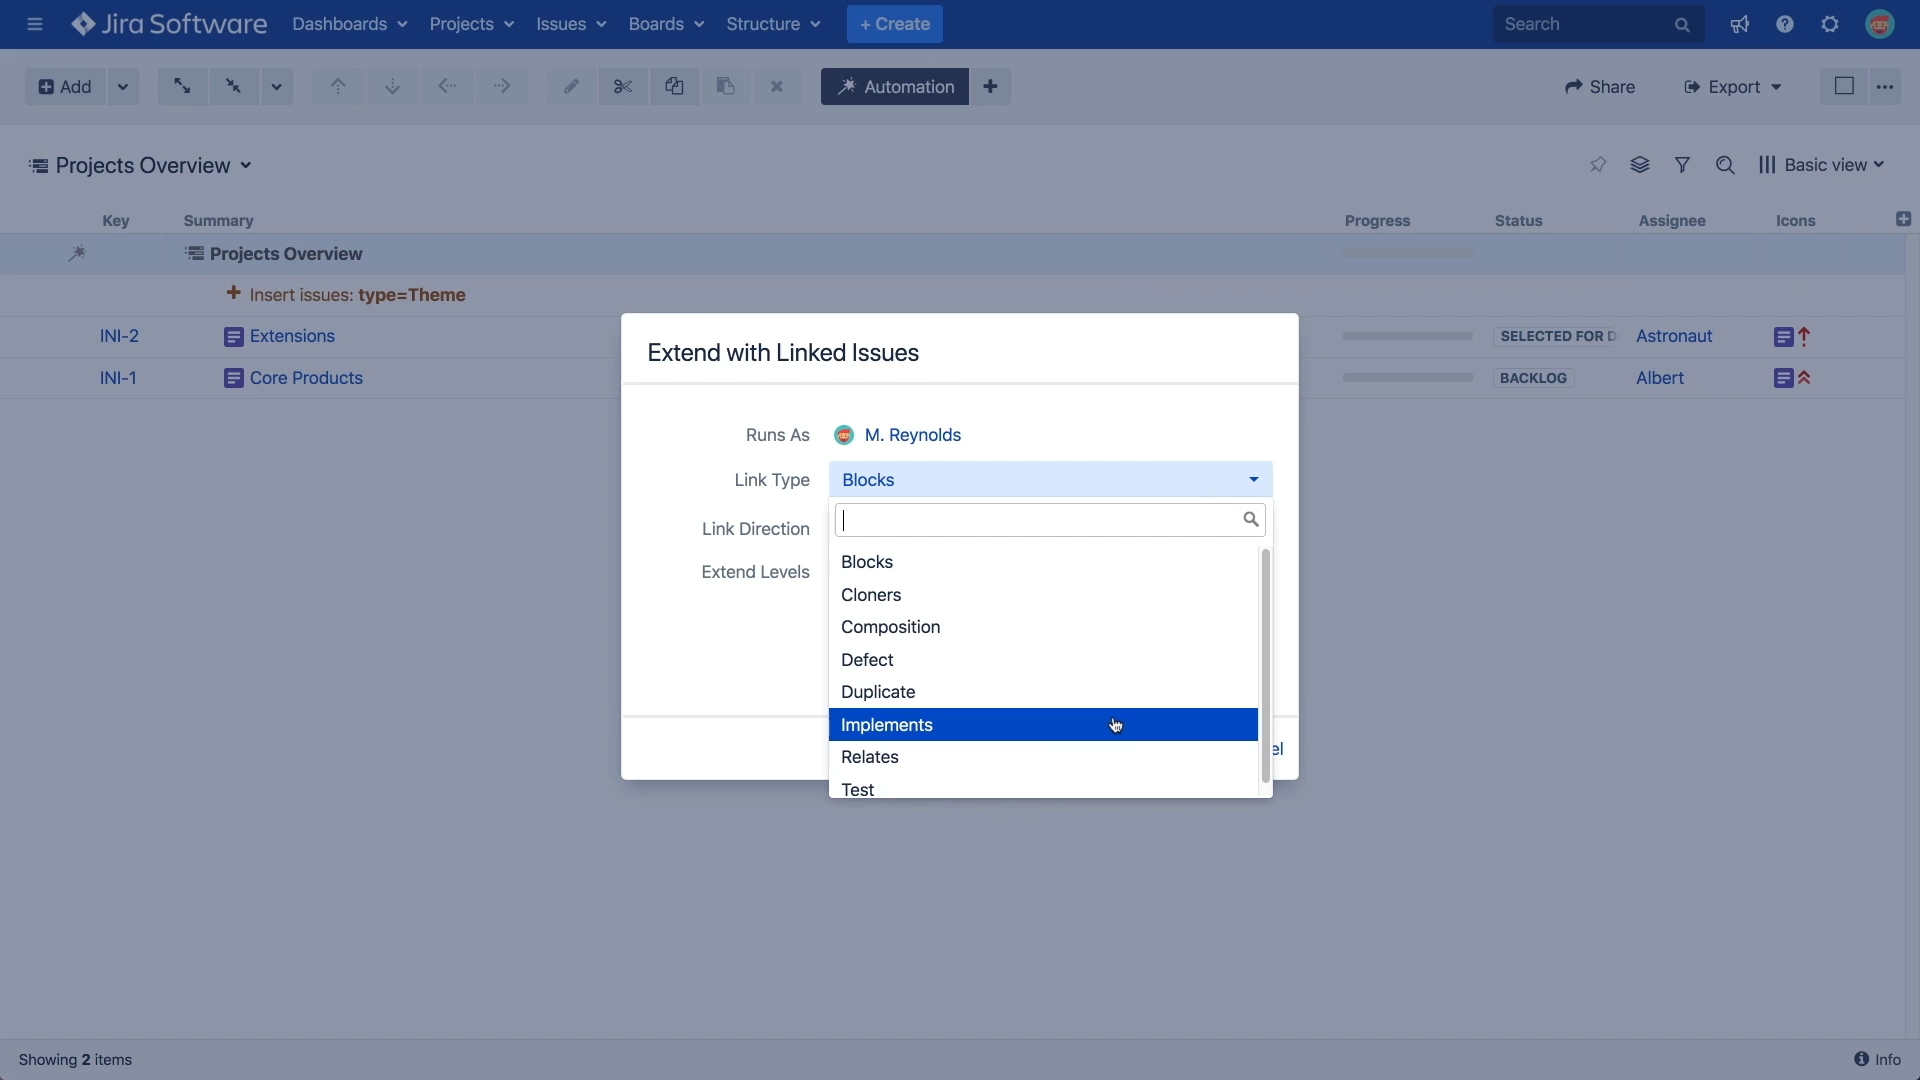 Jira Software Dashboards Projects Issues Boards Structure + Create Search
Add Automation Share Export
Projects Overview Basic view
Key Summary Progress Status Assignee Icons
Projects Overview
Insert issues: type=Theme
INI-2 Extensions SELECTED FOR D Astronaut
INI-1 Core Products BACKLOG Albert
Extend with Linked Issues
Runs As M. Reynolds
Link Type Blocks
Link Direction
Extend Levels
Blocks
Cloners
Composition
Defect
Duplicate
Implements
el
Relates
Test
Showing 2 items Info